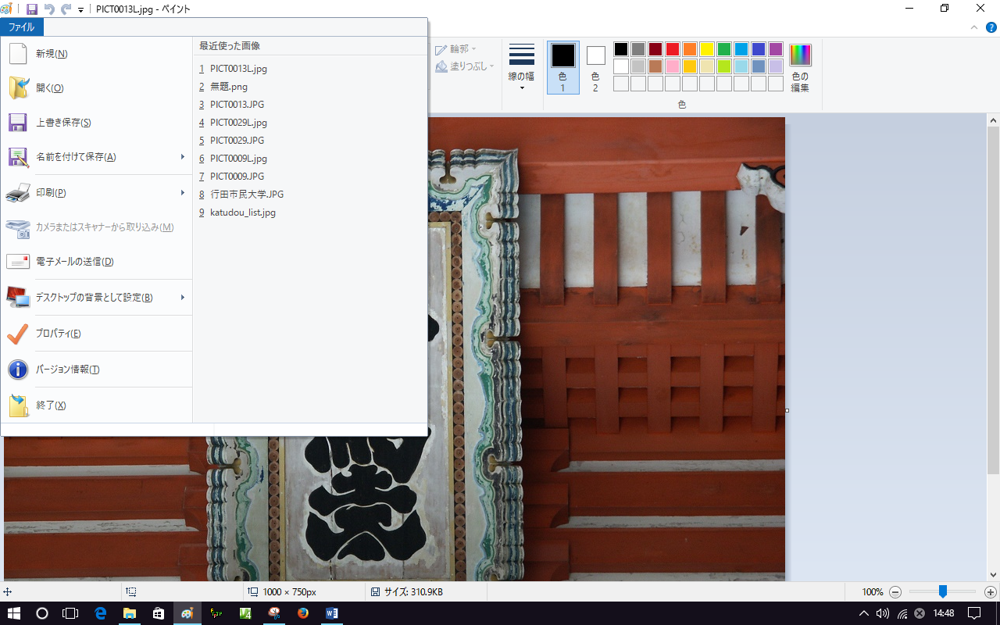 PICT0013L.jpg - ペイント
ファイル
新規(N)
開く(O)
上書き保存(S)
名前を付けて保存(A)
印刷(P)
カメラまたはスキャナーから取り込み(M)
電子メールの送信(D)
デスクトップの背景として設定(B)
プロパティ(E)
バージョン情報(T)
終了(X)
最近使った画像
1 PICT0013L.jpg
2 無題.png
3 PICT0013.JPG
4 PICT0029L.jpg
5 PICT0029.JPG
6 PICT0009L.jpg
7 PICT0009.JPG
8 行田市民大学.JPG
9 katudou_list.jpg
輪郭
塗りつぶし
線の幅
色
1
色
2
色の
編集
色
1000 × 750px
サイズ: 310.9KB
100%
14:48